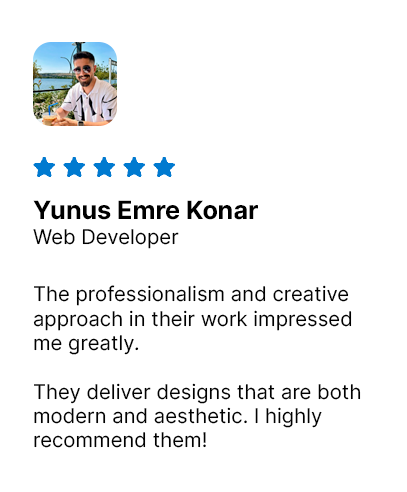 Yunus Emre Konar
Web Developer
The professionalism and creative
approach in their work impressed
me greatly.
They deliver designs that are both
modern and aesthetic. I highly
recommend them!